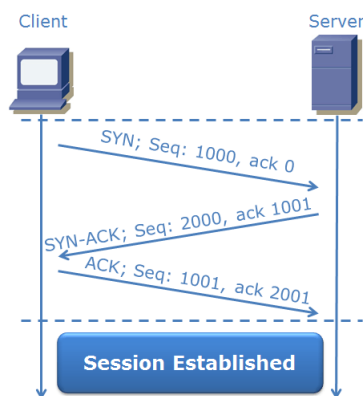 Client
Server
SYN; Seq: 1000, ack 0
SYN-ACK; Seq: 2000, ack 1001
ACK; Seq: 1001, ack 2001
Session Established